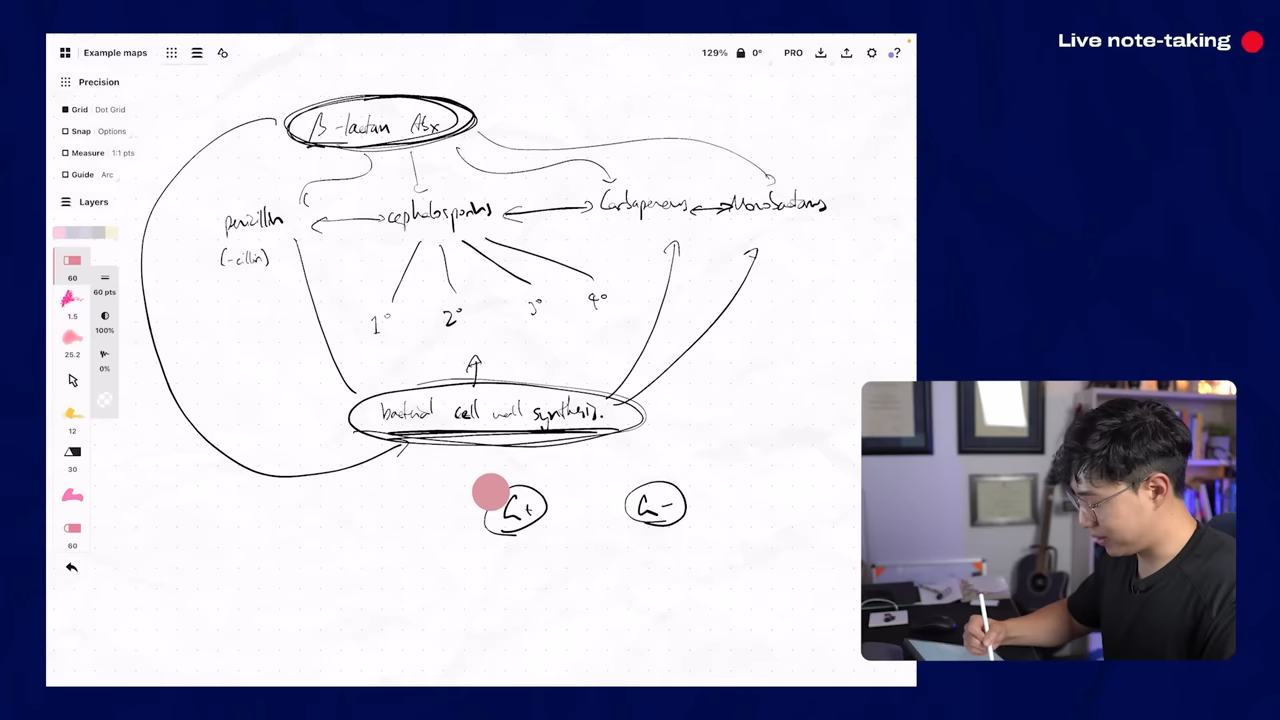 Live note-taking
Example maps
129% 0° PRO ?
Precision
Grid Dot Grid
Snap Options
Measure 1:1 pts
Guide Arc
Layers
60
60 pts
1.5
100%
25.2
0%
12
30
60
β-lactam Abx
penicillin
(-cillin)
cephalosporins
Carbapenems
Monobactams
1°
2°
3°
4°
bacterial cell wall synthesis.
G+
G-